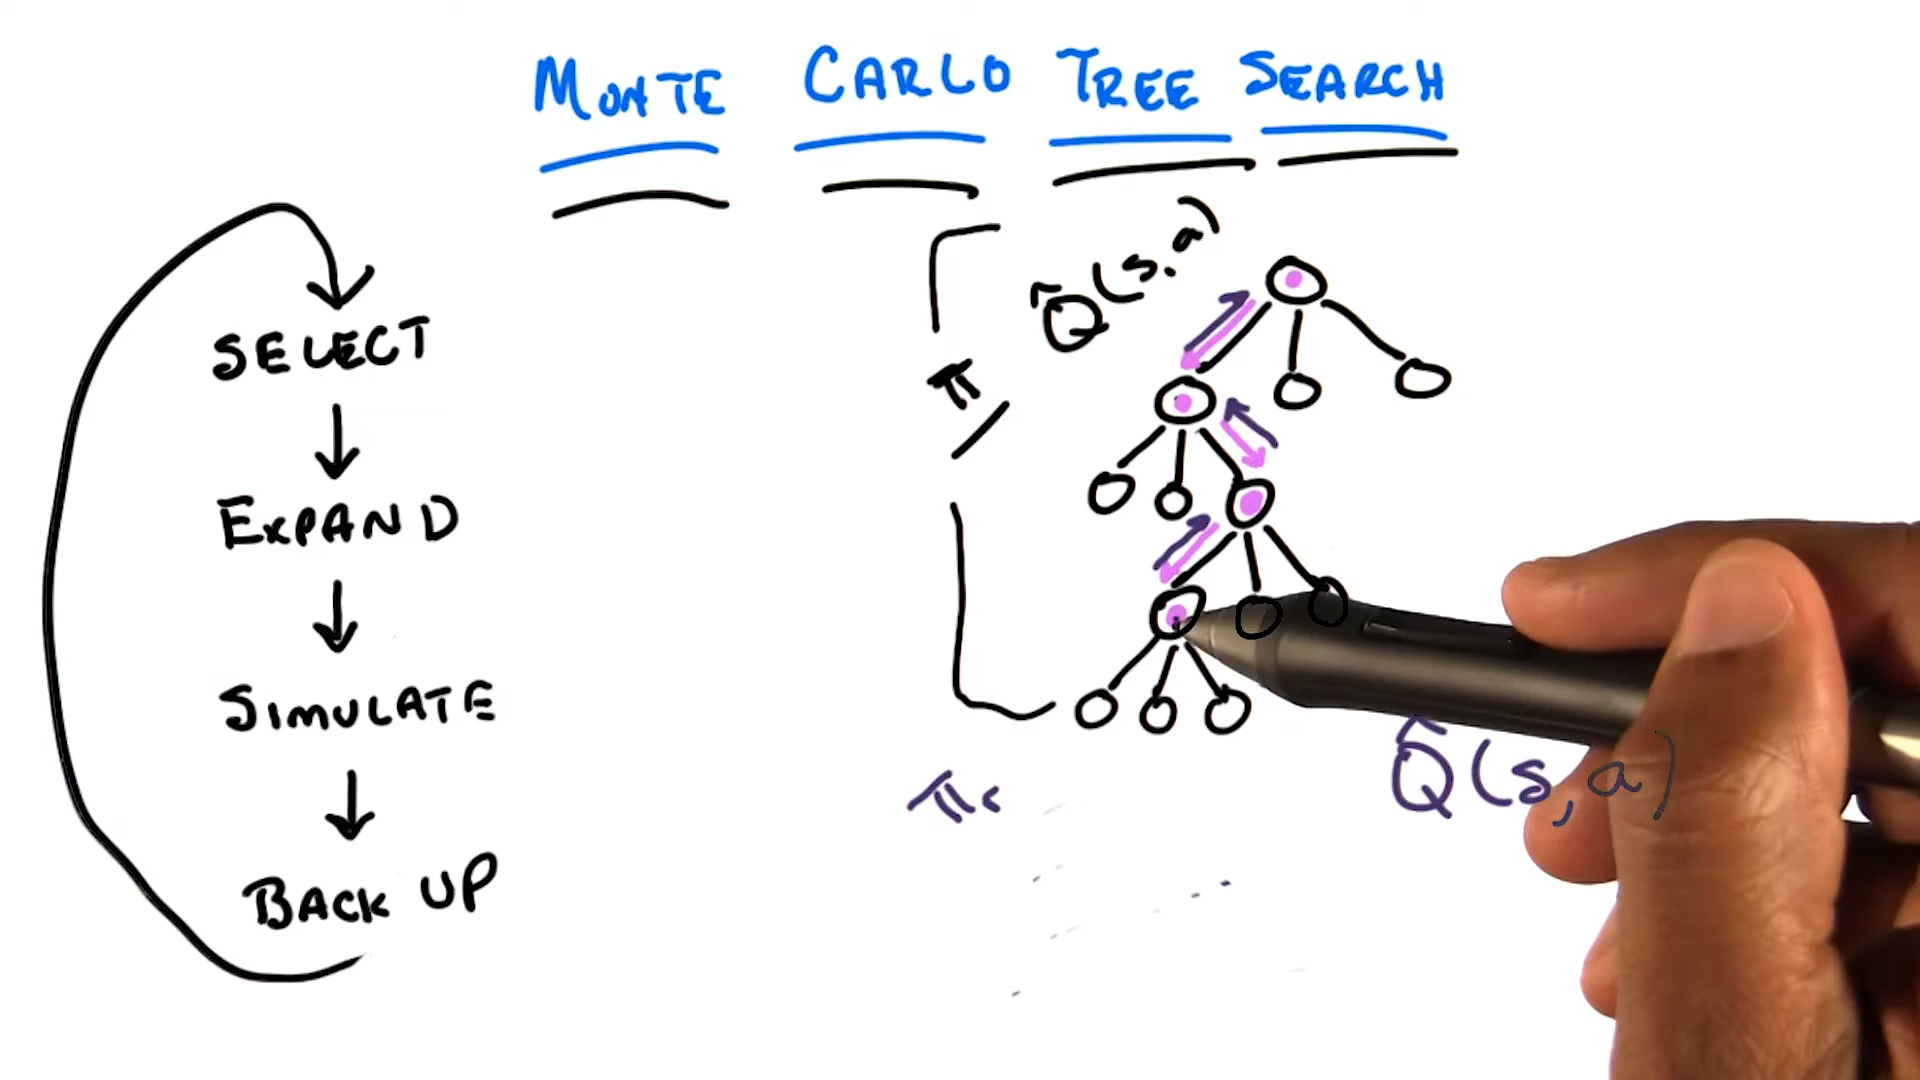 MONTE CARLO TREE SEARCH
Q̂(s,a)
SELECT
π
EXPAND
SIMULATE
Q̂(s,a)
BACK UP